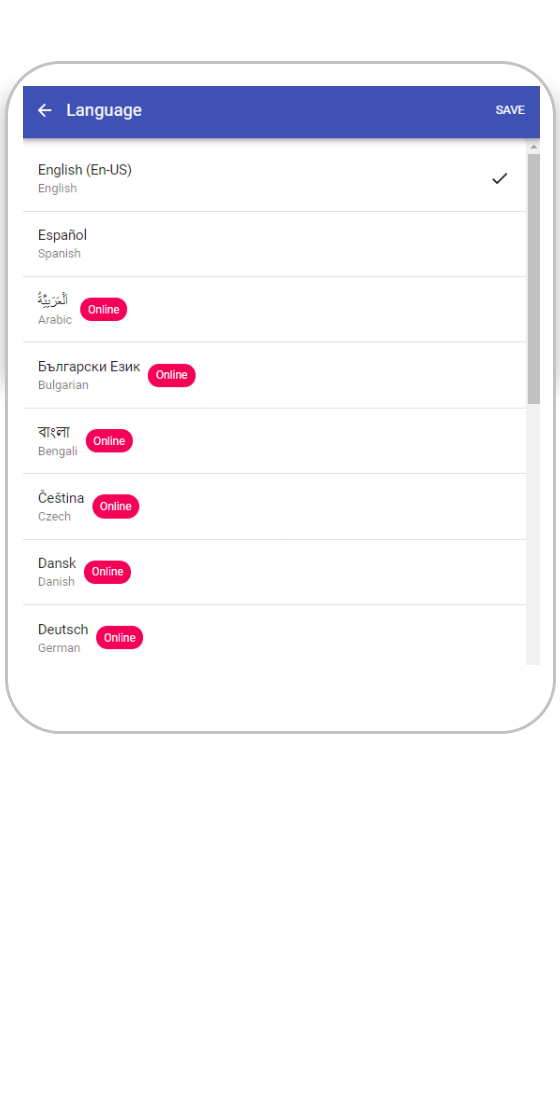 Language
SAVE
English (En-US)
English
Español
Spanish
اَلْعَرَبِيَّةُ
Arabic
Online
Български Език
Bulgarian
Online
বাংলা
Bengali
Online
Čeština
Czech
Online
Dansk
Danish
Online
Deutsch
German
Online